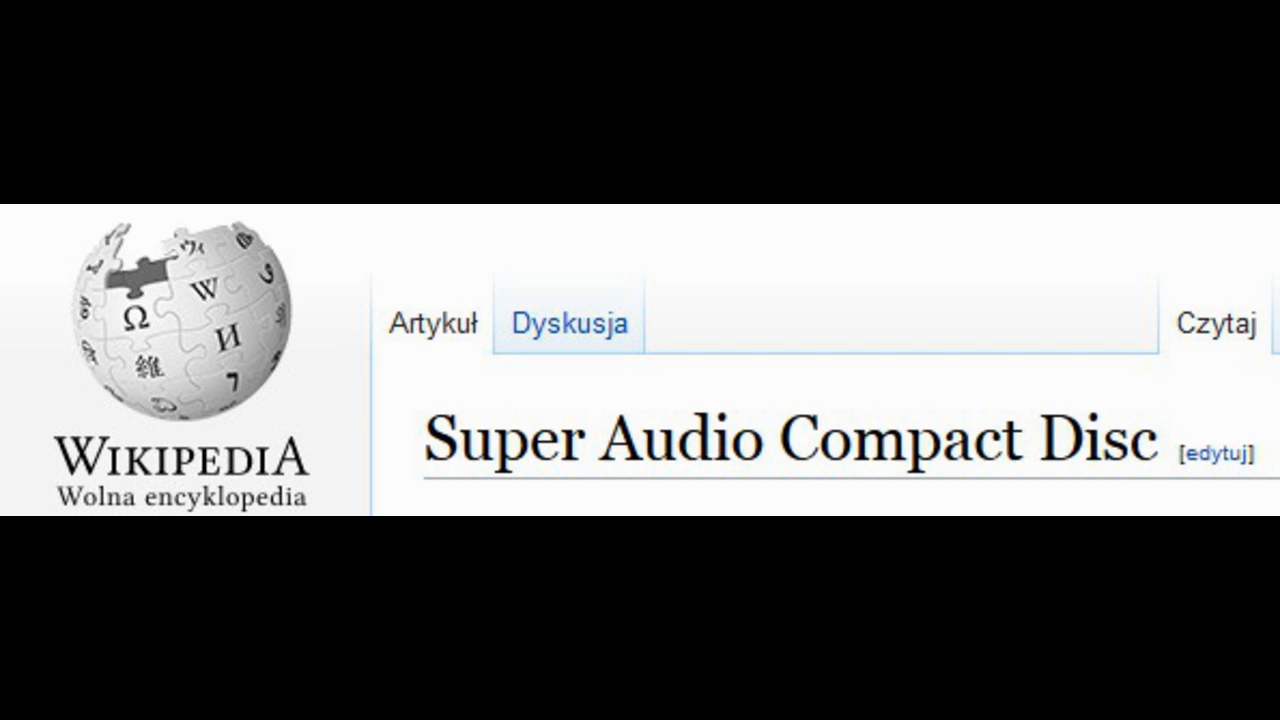 WIKIPEDIA
Wolna encyklopedia
Artykuł Dyskusja Czytaj
Super Audio Compact Disc [edytuj]